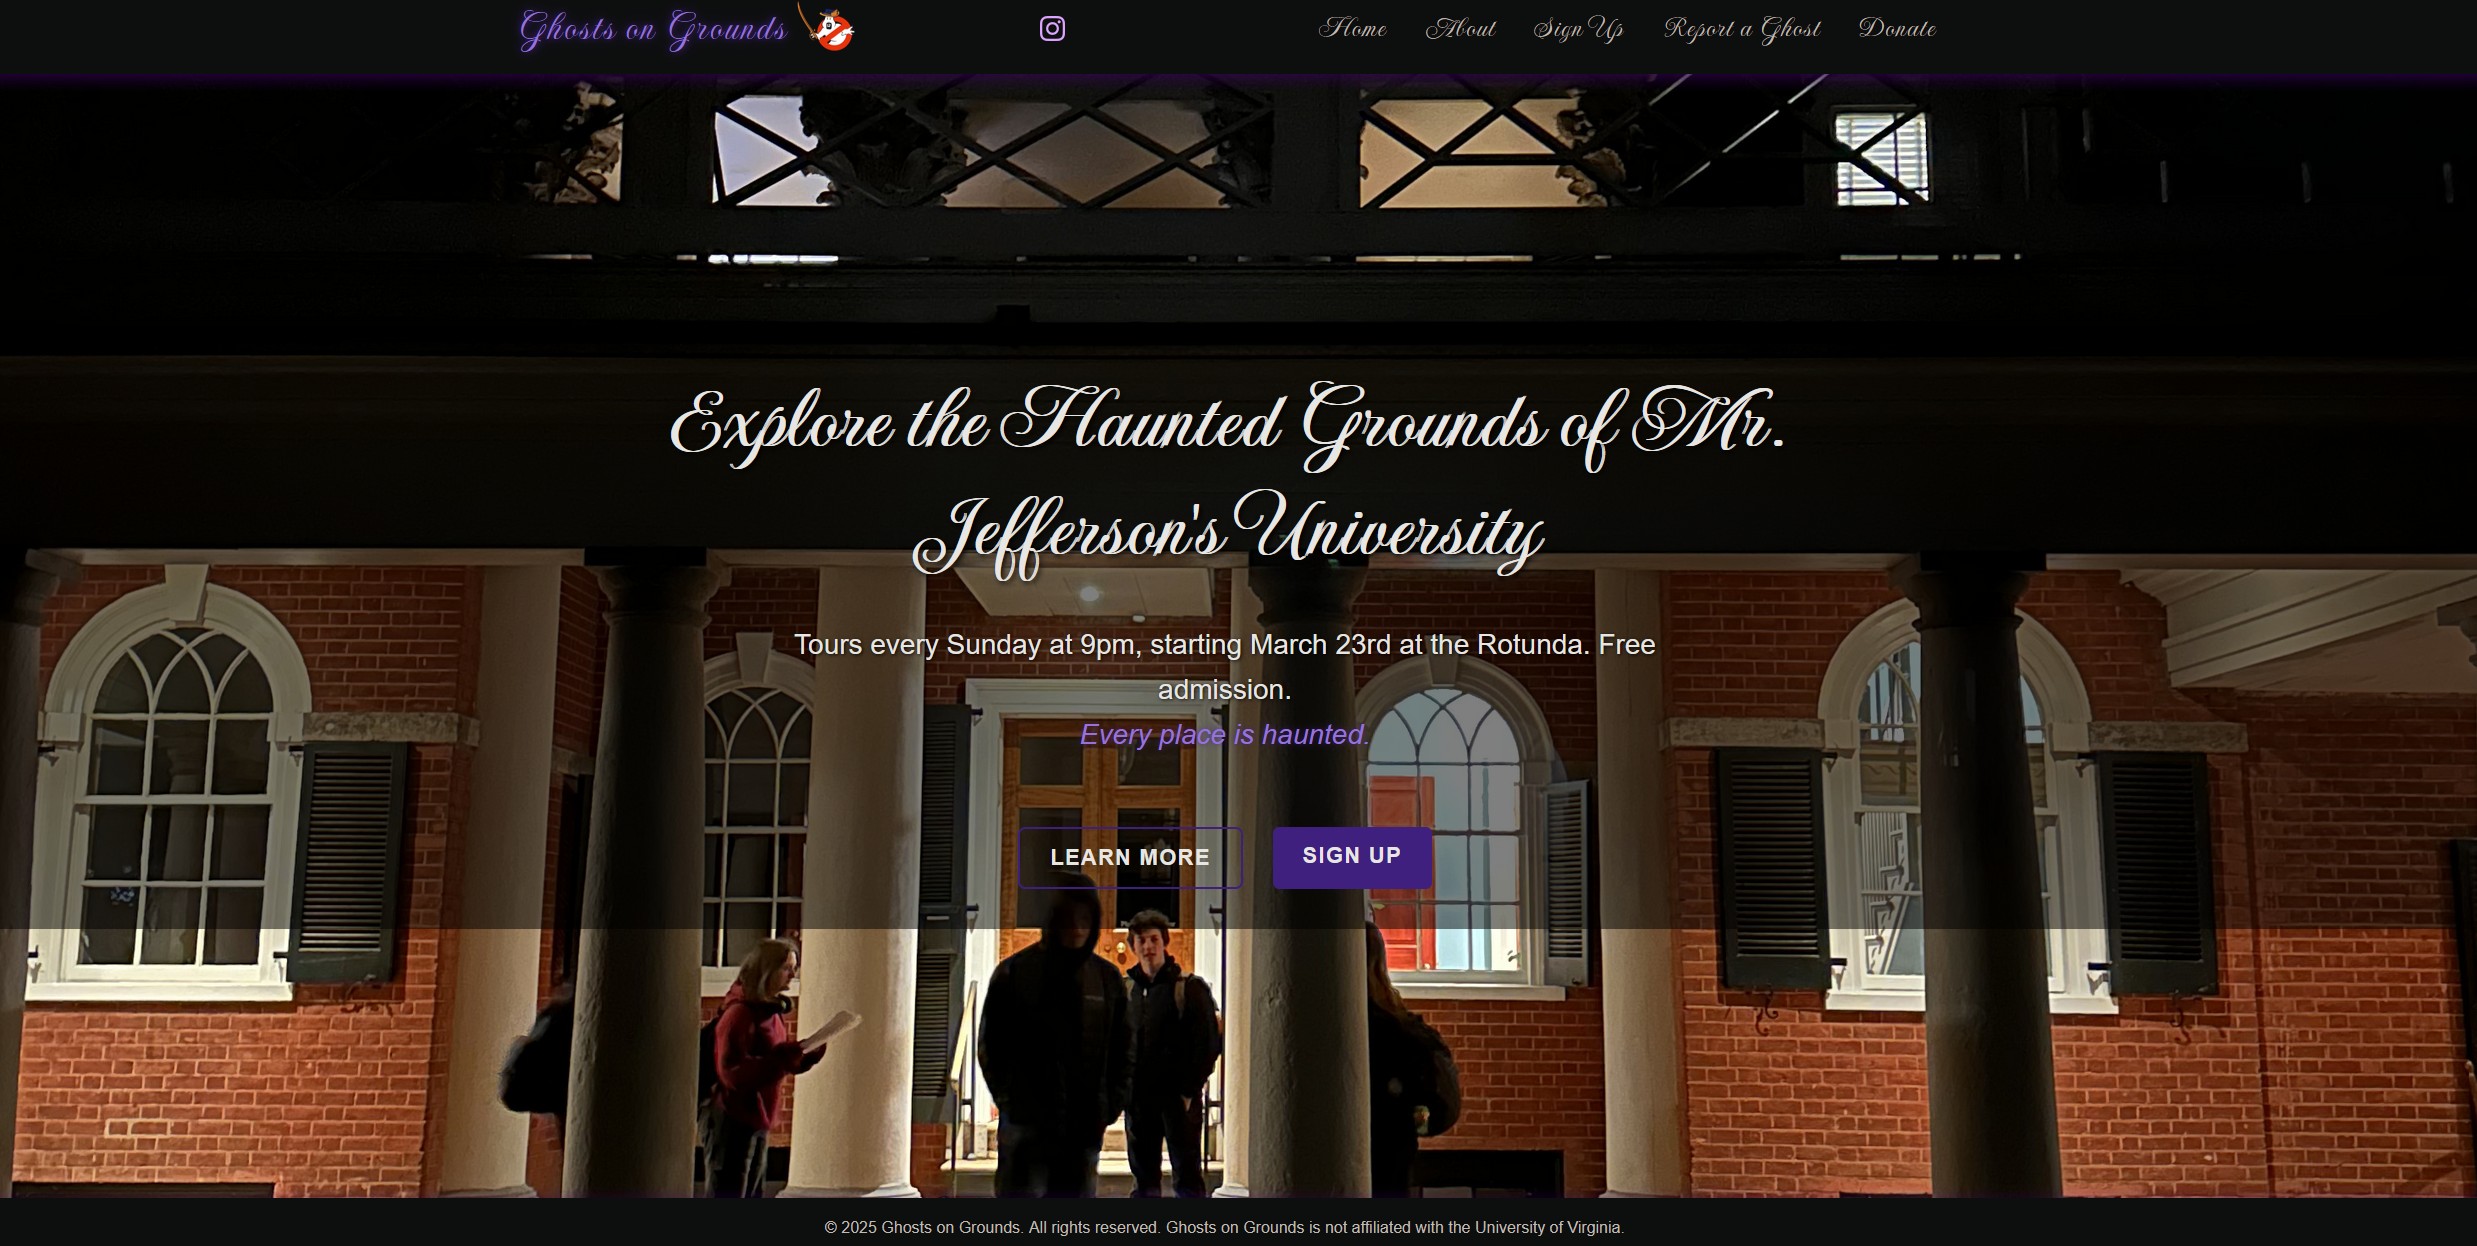 Ghosts on Grounds
Home About Sign Up Report a Ghost Donate
Explore the Haunted Grounds of Mr.
Jefferson's University
Tours every Sunday at 9pm, starting March 23rd at the Rotunda. Free
admission.
Every place is haunted.
LEARN MORE SIGN UP
© 2025 Ghosts on Grounds. All rights reserved. Ghosts on Grounds is not affiliated with the University of Virginia.